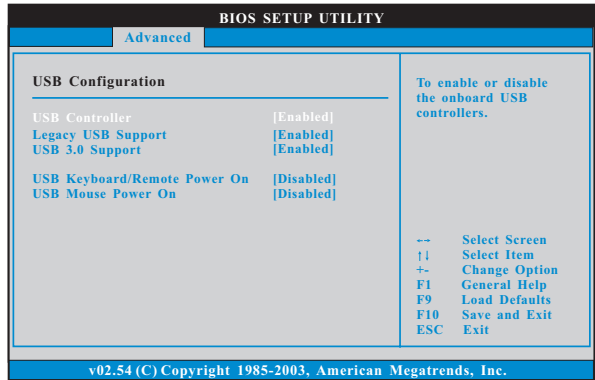 BIOS SETUP UTILITY
Advanced
USB Configuration
USB Controller [Enabled]
Legacy USB Support [Enabled]
USB 3.0 Support [Enabled]
USB Keyboard/Remote Power On [Disabled]
USB Mouse Power On [Disabled]
To enable or disable
the onboard USB
controllers.
←→ Select Screen
↑↓ Select Item
+- Change Option
F1 General Help
F9 Load Defaults
F10 Save and Exit
ESC Exit
v02.54 (C) Copyright 1985-2003, American Megatrends, Inc.